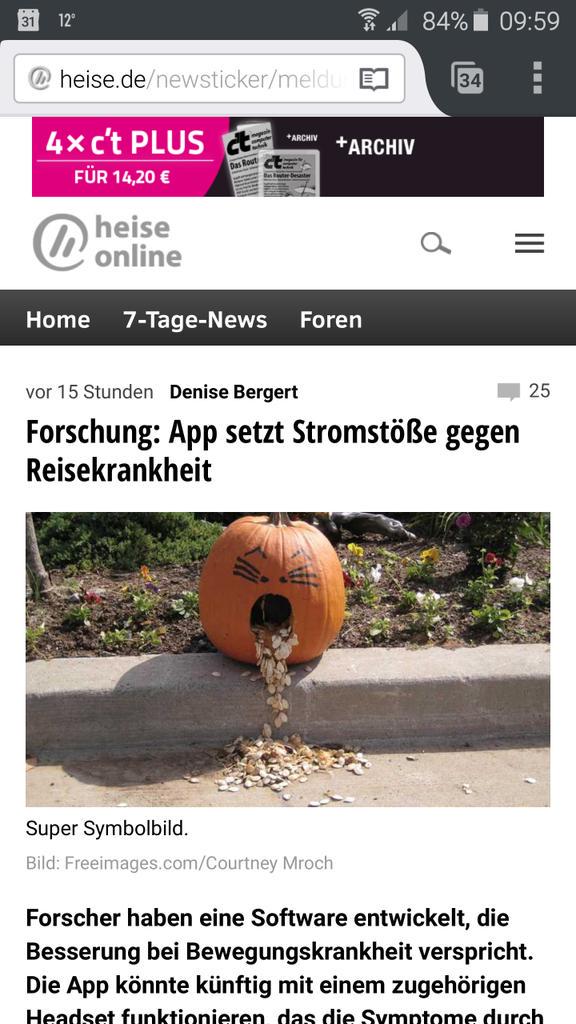 31 12° 84% 09:59
heise.de/newsticker/meldu 34
4 × c't PLUS
FÜR 14,20 €
c't magazin
Das Rout
+ARCHIV
c't
Das Router-Desaster
+ARCHIV
heise
online
Home 7-Tage-News Foren
vor 15 Stunden Denise Bergert 25
Forschung: App setzt Stromstöße gegen
Reisekrankheit
Super Symbolbild.
Bild: Freeimages.com/Courtney Mroch
Forscher haben eine Software entwickelt, die
Besserung bei Bewegungskrankheit verspricht.
Die App könnte künftig mit einem zugehörigen
Headset funktionieren, das die Symptome durch